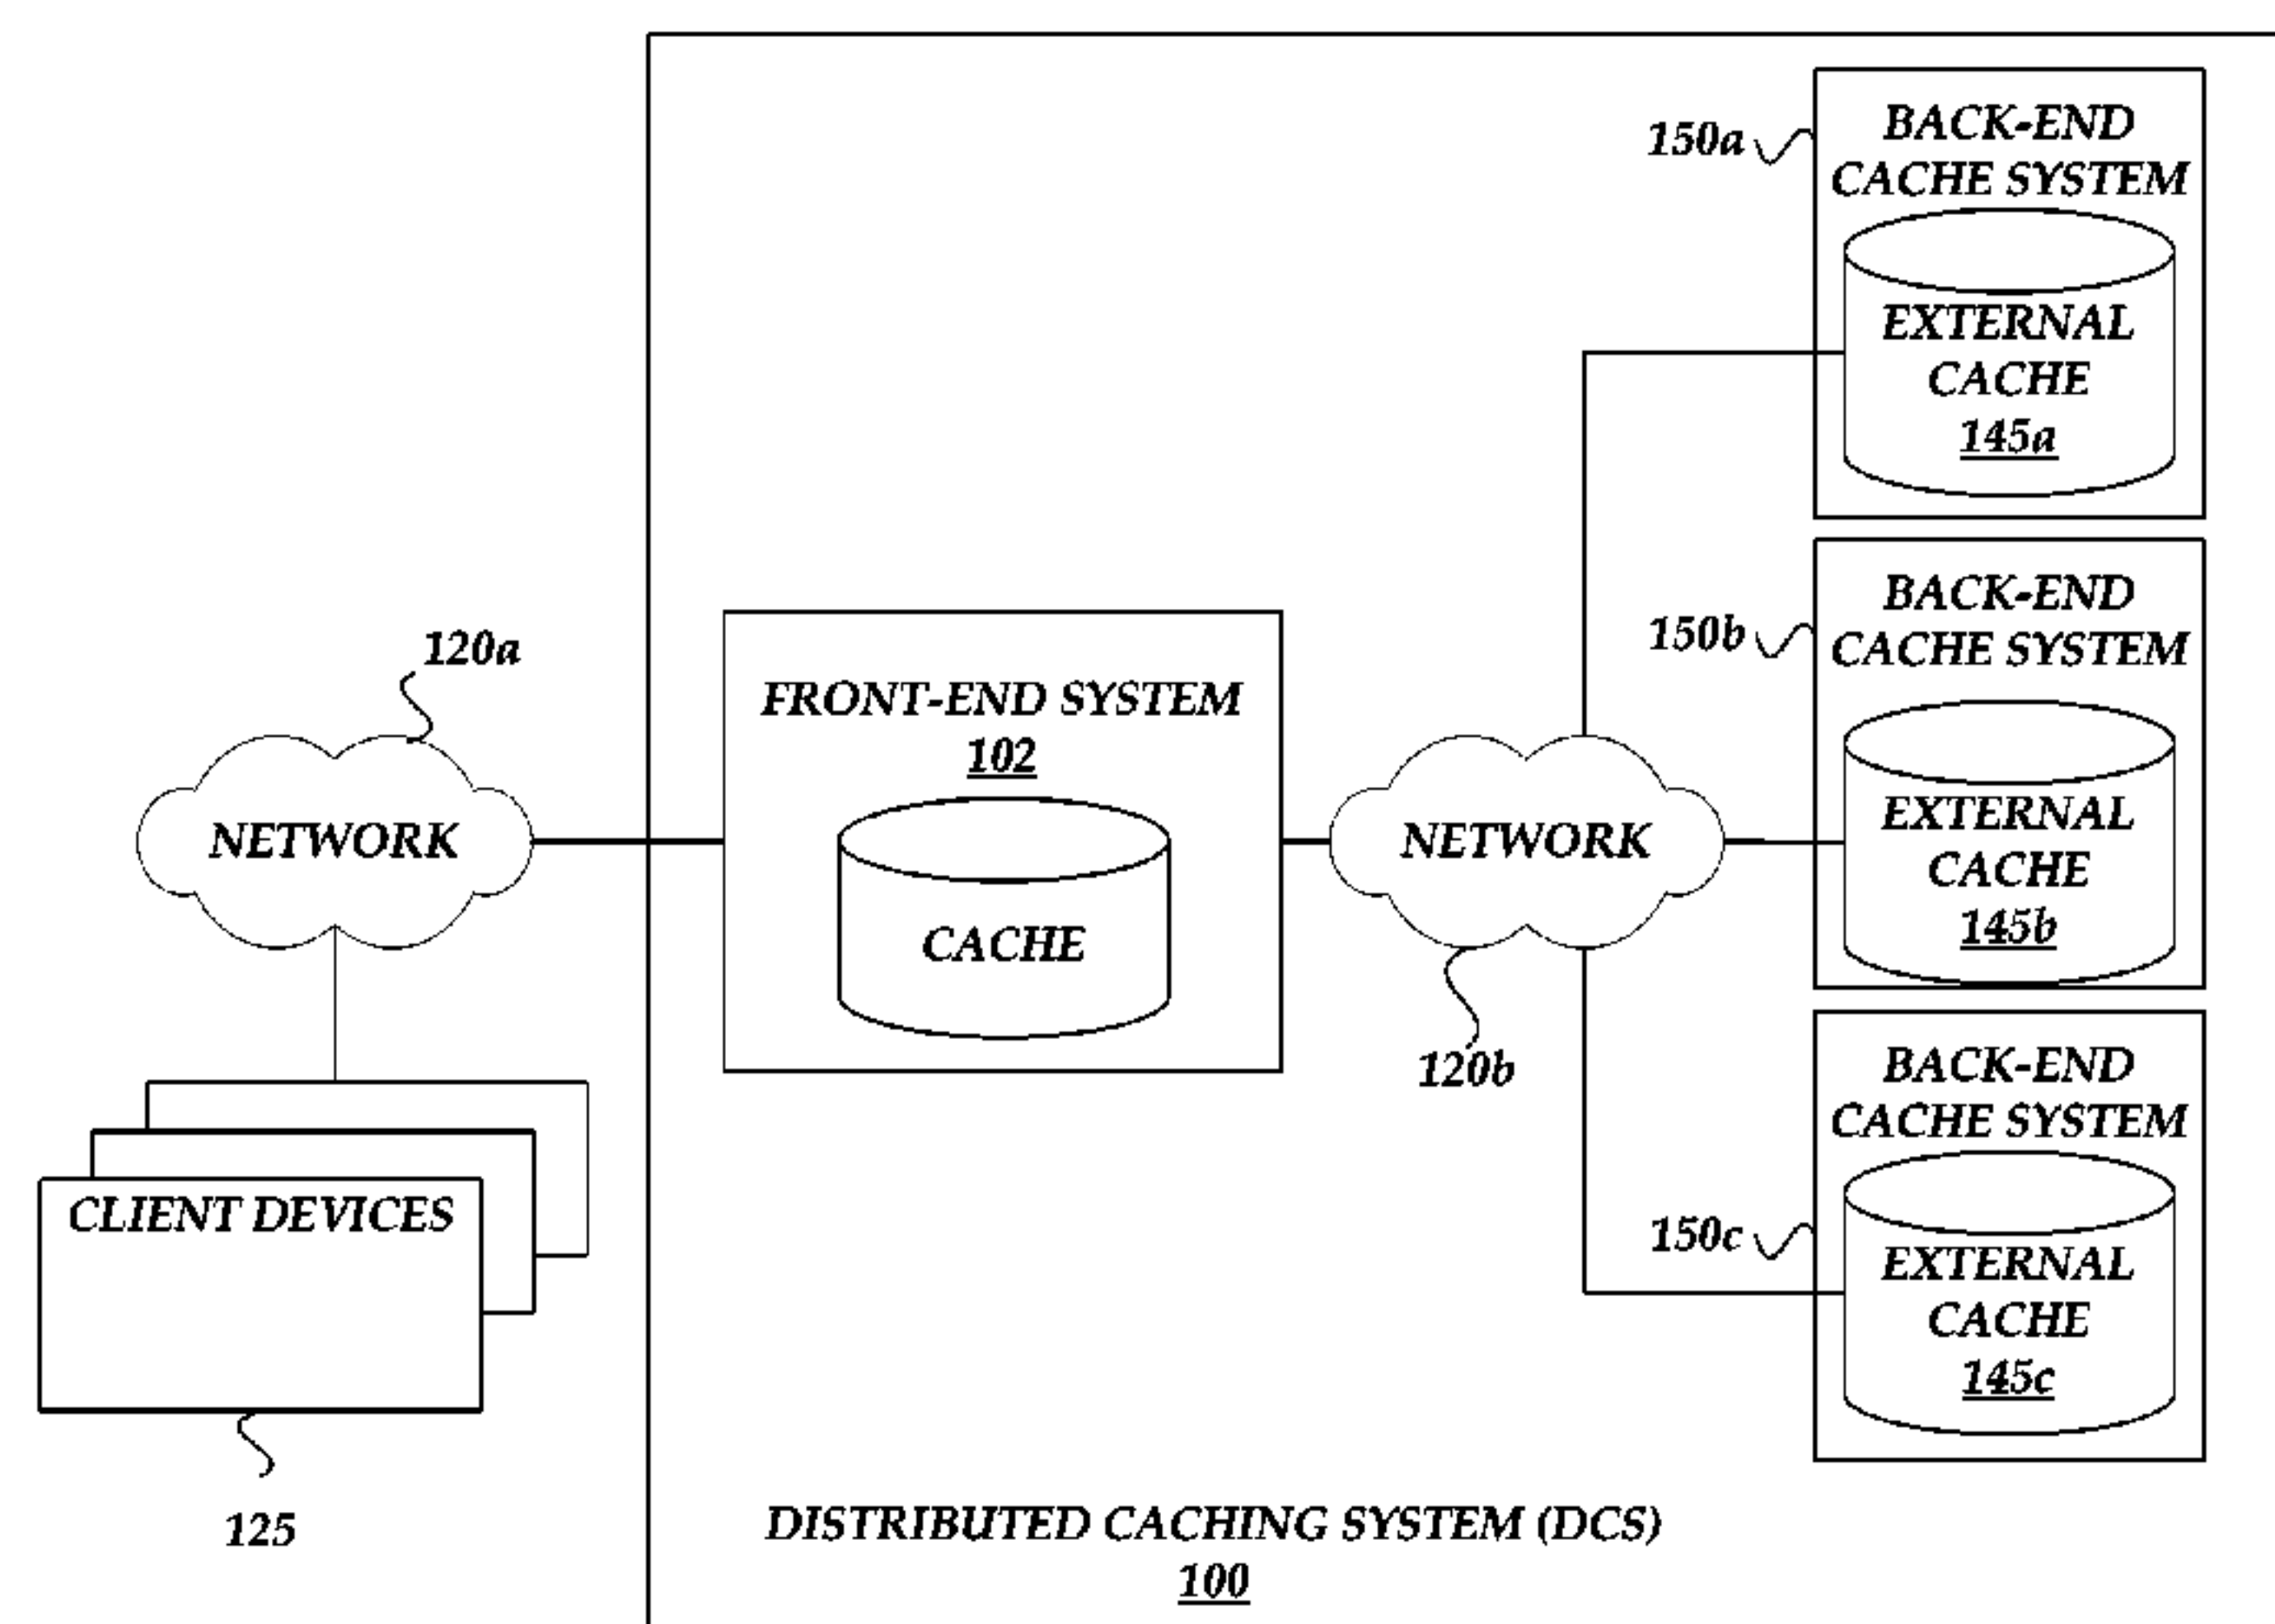 120a
NETWORK
CLIENT DEVICES
125
FRONT-END SYSTEM
102
CACHE
NETWORK
120b
150a
BACK-END
CACHE SYSTEM
EXTERNAL
CACHE
145a
150b
BACK-END
CACHE SYSTEM
EXTERNAL
CACHE
145b
150c
BACK-END
CACHE SYSTEM
EXTERNAL
CACHE
145c
DISTRIBUTED CACHING SYSTEM (DCS)
100